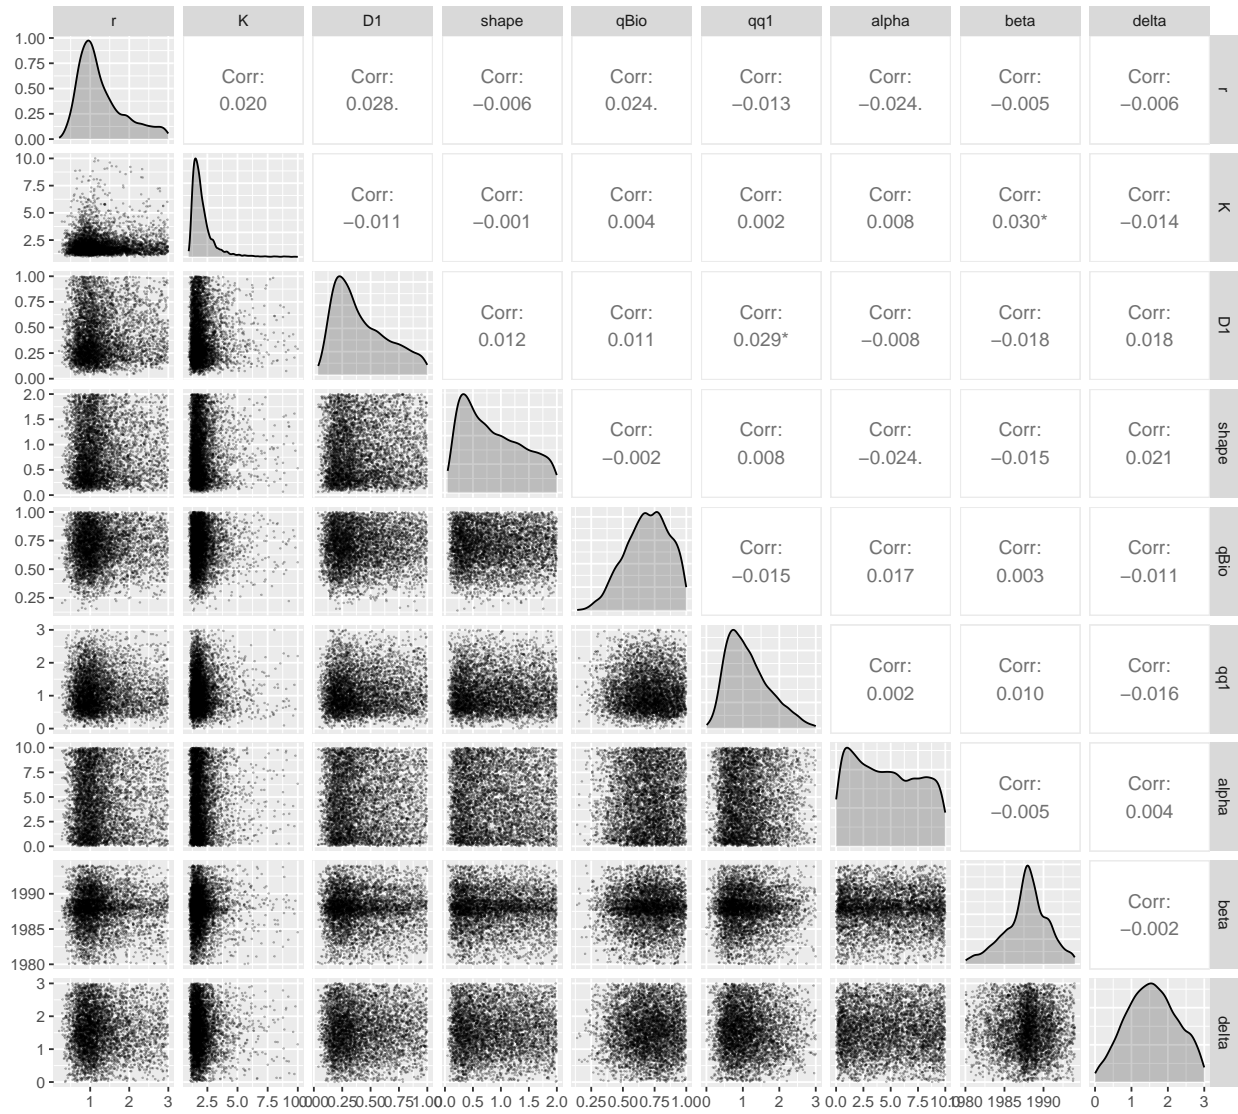 r K D1 shape qBio qq1 alpha beta delta
1.00
0.75
0.50
0.25
0.00
Corr: Corr: Corr: Corr: Corr: Corr: Corr: Corr:
0.020 0.028. −0.006 0.024. −0.013 −0.024. −0.005 −0.006
r
10.0
7.5
5.0
2.5
Corr: Corr: Corr: Corr: Corr: Corr: Corr:
−0.011 −0.001 0.004 0.002 0.008 0.030* −0.014
K
1.00
0.75
0.50
0.25
0.00
Corr: Corr: Corr: Corr: Corr: Corr:
0.012 0.011 0.029* −0.008 −0.018 0.018
D1
2.0
1.5
1.0
0.5
0.0
Corr: Corr: Corr: Corr: Corr:
−0.002 0.008 −0.024. −0.015 0.021
shape
1.00
0.75
0.50
0.25
Corr: Corr: Corr: Corr:
−0.015 0.017 0.003 −0.011
qBio
3
2
1
0
Corr: Corr: Corr:
0.002 0.010 −0.016
qq1
10.0
7.5
5.0
2.5
0.0
Corr: Corr:
−0.005 0.004
alpha
1990
1985
1980
Corr:
−0.002
beta
3
2
1
0
delta
1 2 3 2.5 5.0 7.5 10.0 0.00 0.25 0.50 0.75 1.00 0.0 0.5 1.0 1.5 2.0 0.25 0.50 0.75 1.00 0 1 2 3 0.0 2.5 5.0 7.5 10.0 1980 1985 1990 0 1 2 3